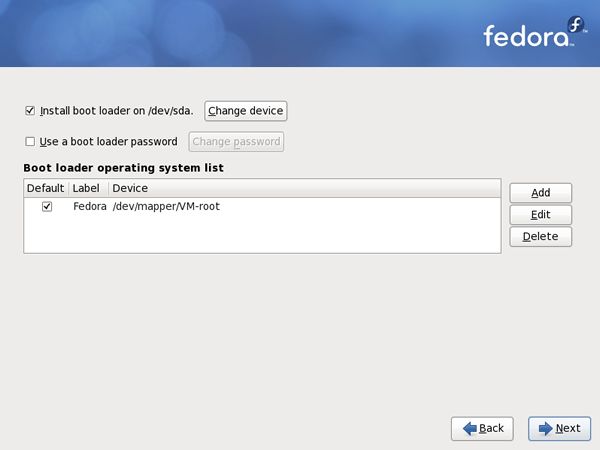 fedora™
Install boot loader on /dev/sda. Change device
Use a boot loader password Change password
Boot loader operating system list
Default Label Device
Fedora /dev/mapper/VM-root
Add
Edit
Delete
Back Next